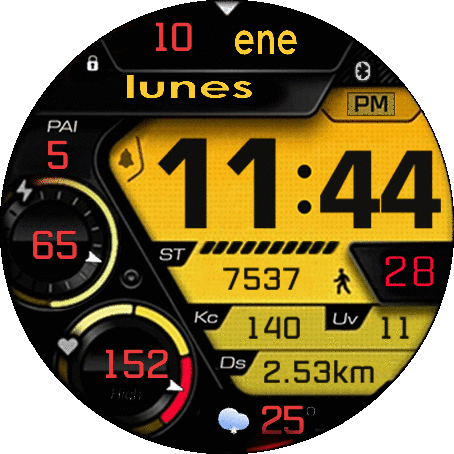 10 ene
lunes
PM
PAI
5
11:44 28
65
ST
7537
Kc 140 Uv 11
Ds 2.53km
152
High
25°